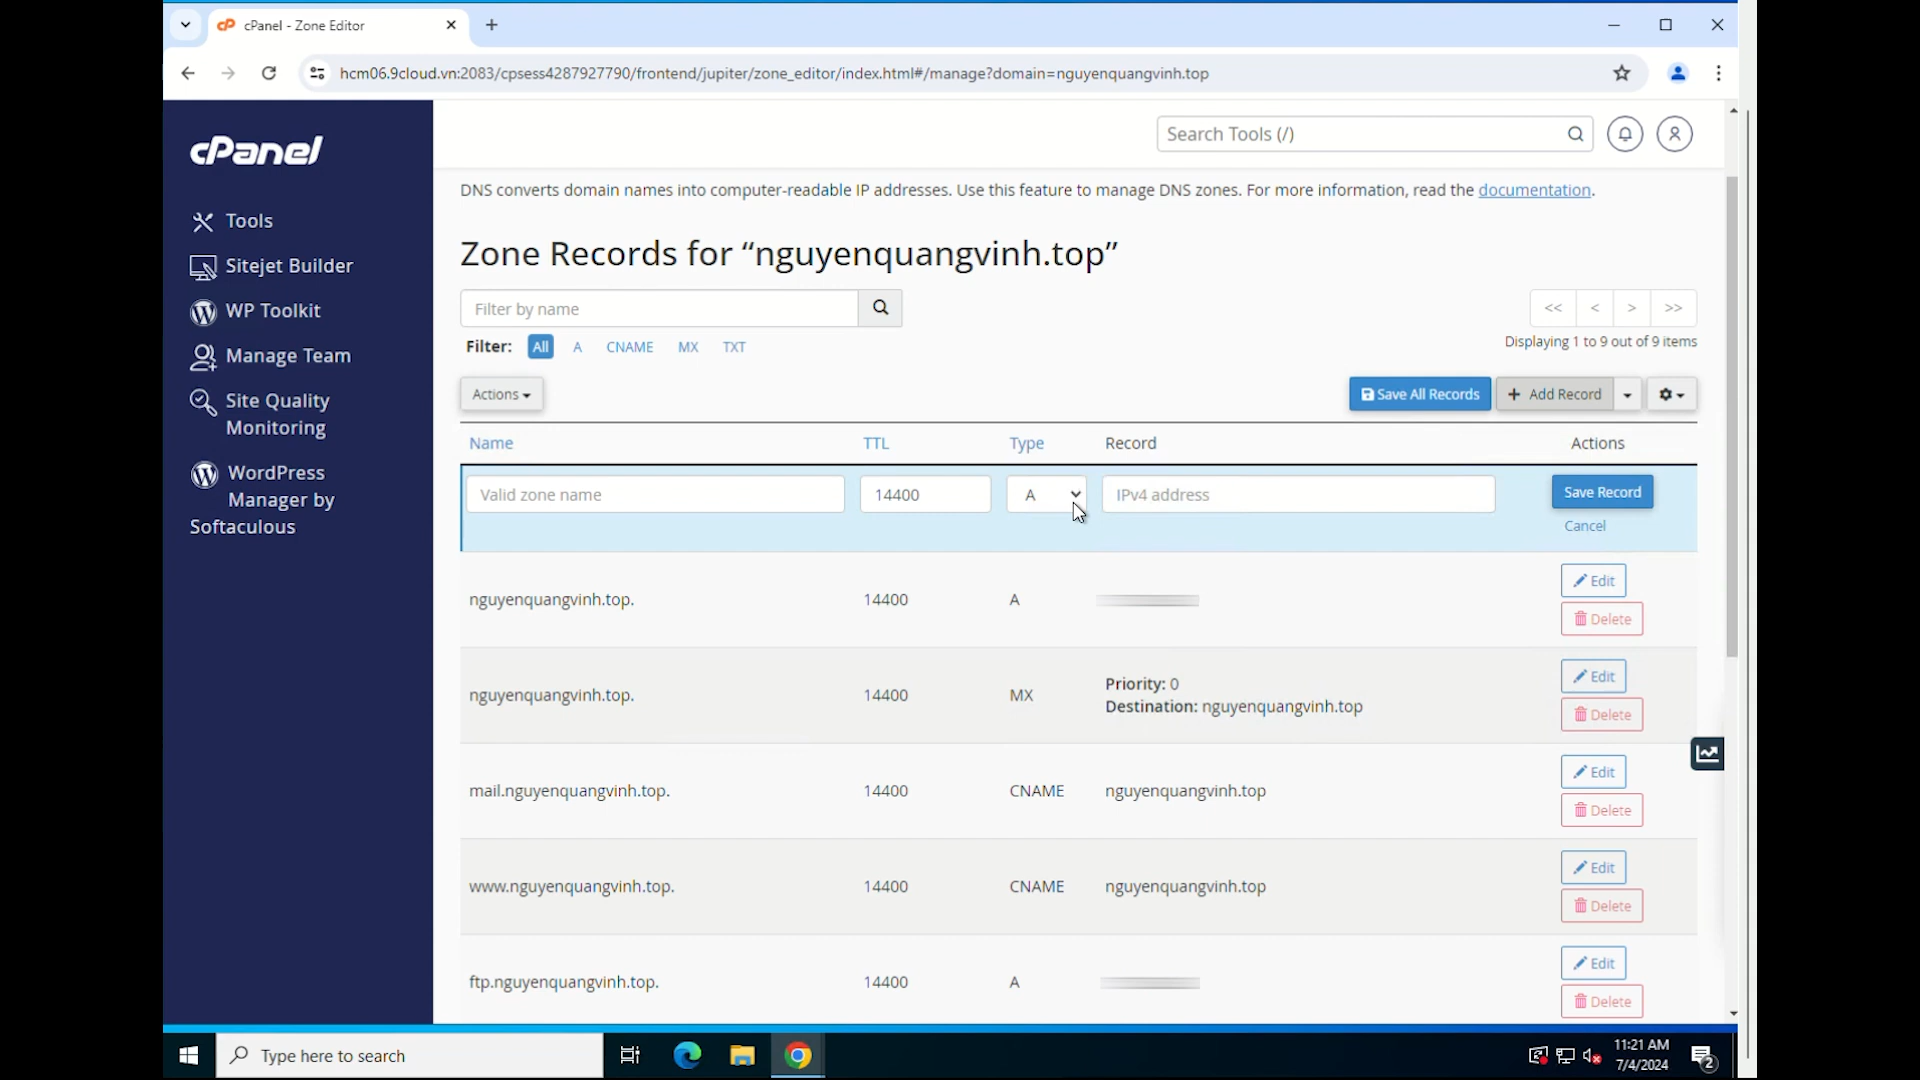 cPanel - Zone Editor
hcm06.9cloud.vn:2083/cpsess4287927790/frontend/jupiter/zone_editor/index.html#/manage?domain=nguyenquangvinh.top
cPanel
Search Tools (/)
Tools
Sitejet Builder
WP Toolkit
Manage Team
Site Quality
Monitoring
WordPress
Manager by
Softaculous
DNS converts domain names into computer-readable IP addresses. Use this feature to manage DNS zones. For more information, read the documentation.
Zone Records for “nguyenquangvinh.top”
Filter by name
<< < > >>
Filter: All A CNAME MX TXT
Displaying 1 to 9 out of 9 items
Actions
Save All Records
+ Add Record
Name TTL Type Record Actions
Valid zone name 14400 A IPv4 address Save Record
Cancel
nguyenquangvinh.top. 14400 A Edit
Delete
nguyenquangvinh.top. 14400 MX Priority: 0 Edit
Destination: nguyenquangvinh.top Delete
mail.nguyenquangvinh.top. 14400 CNAME nguyenquangvinh.top Edit
Delete
www.nguyenquangvinh.top. 14400 CNAME nguyenquangvinh.top Edit
Delete
ftp.nguyenquangvinh.top. 14400 A Edit
Delete
Type here to search
11:21 AM
7/4/2024
2